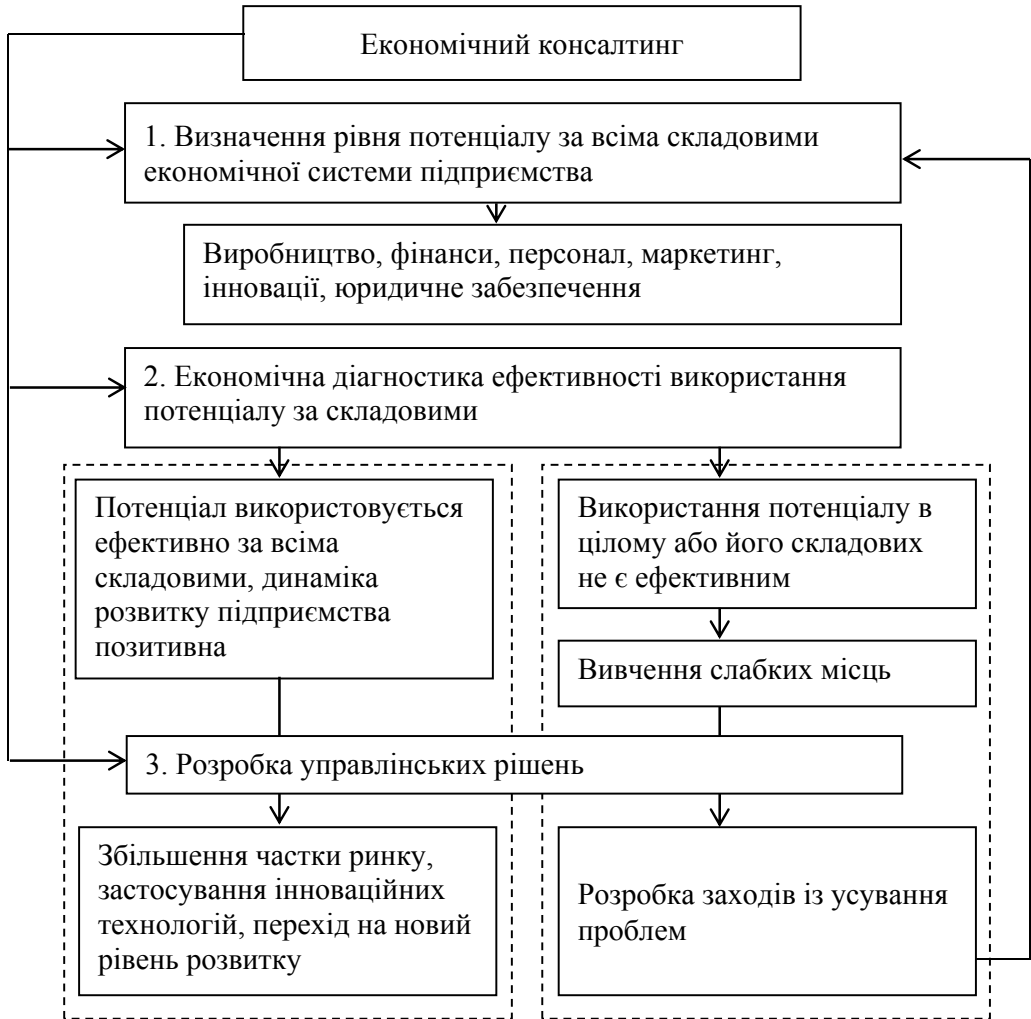 Економічний консалтинг
1. Визначення рівня потенціалу за всіма складовими
економічної системи підприємства
Виробництво, фінанси, персонал, маркетинг,
інновації, юридичне забезпечення
2. Економічна діагностика ефективності використання
потенціалу за складовими
Потенціал використовується
ефективно за всіма
складовими, динаміка
розвитку підприємства
позитивна
Використання потенціалу в
цілому або його складових
не є ефективним
Вивчення слабких місць
3. Розробка управлінських рішень
Збільшення частки ринку,
застосування інноваційних
технологій, перехід на новий
рівень розвитку
Розробка заходів із усування
проблем